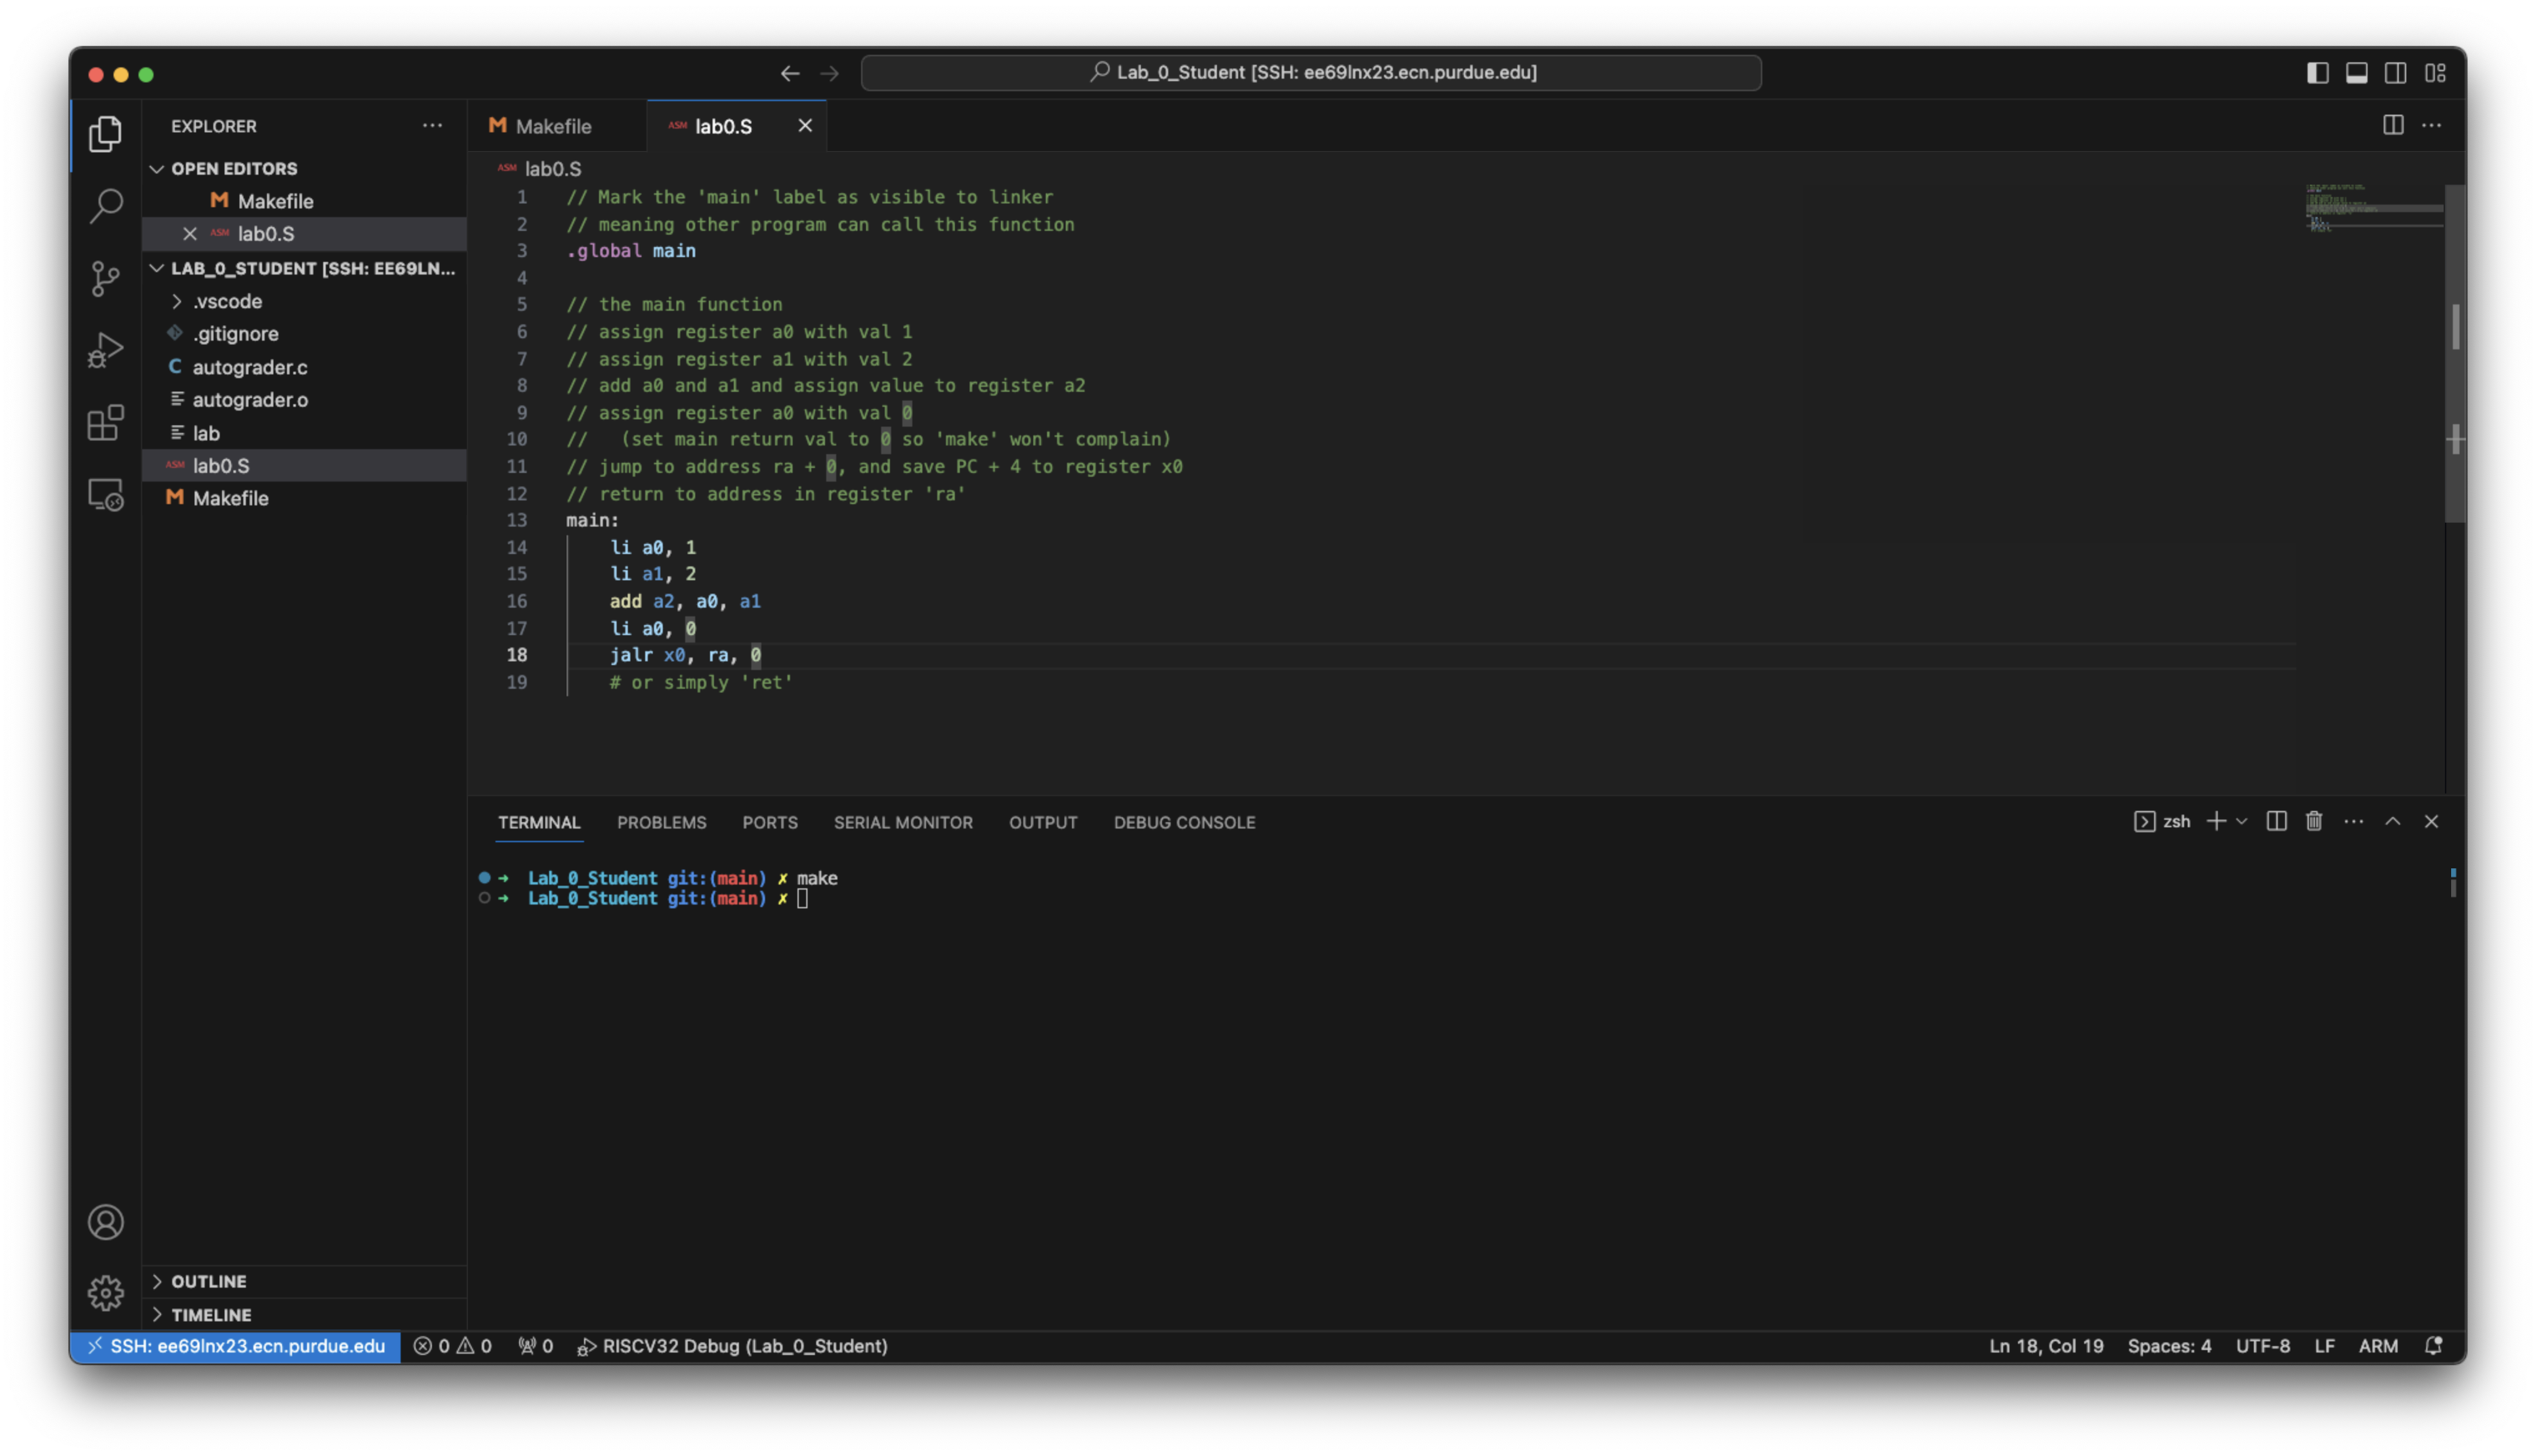 Lab_0_Student [SSH: ee69lnx23.ecn.purdue.edu]
EXPLORER
OPEN EDITORS
M Makefile
ASM lab0.S
LAB_0_STUDENT [SSH: EE69LN...
.vscode
.gitignore
C autograder.c
autograder.o
lab
ASM lab0.S
M Makefile
OUTLINE
TIMELINE
M Makefile
ASM lab0.S
ASM lab0.S
1 // Mark the 'main' label as visible to linker
2 // meaning other program can call this function
3 .global main
4
5 // the main function
6 // assign register a0 with val 1
7 // assign register a1 with val 2
8 // add a0 and a1 and assign value to register a2
9 // assign register a0 with val 0
10 //   (set main return val to 0 so 'make' won't complain)
11 // jump to address ra + 0, and save PC + 4 to register x0
12 // return to address in register 'ra'
13 main:
14     li a0, 1
15     li a1, 2
16     add a2, a0, a1
17     li a0, 0
18     jalr x0, ra, 0
19     # or simply 'ret'
TERMINAL PROBLEMS PORTS SERIAL MONITOR OUTPUT DEBUG CONSOLE
zsh
➜ Lab_0_Student git:(main) ✗ make
➜ Lab_0_Student git:(main) ✗
SSH: ee69lnx23.ecn.purdue.edu 0 0 0 RISCV32 Debug (Lab_0_Student) Ln 18, Col 19 Spaces: 4 UTF-8 LF ARM